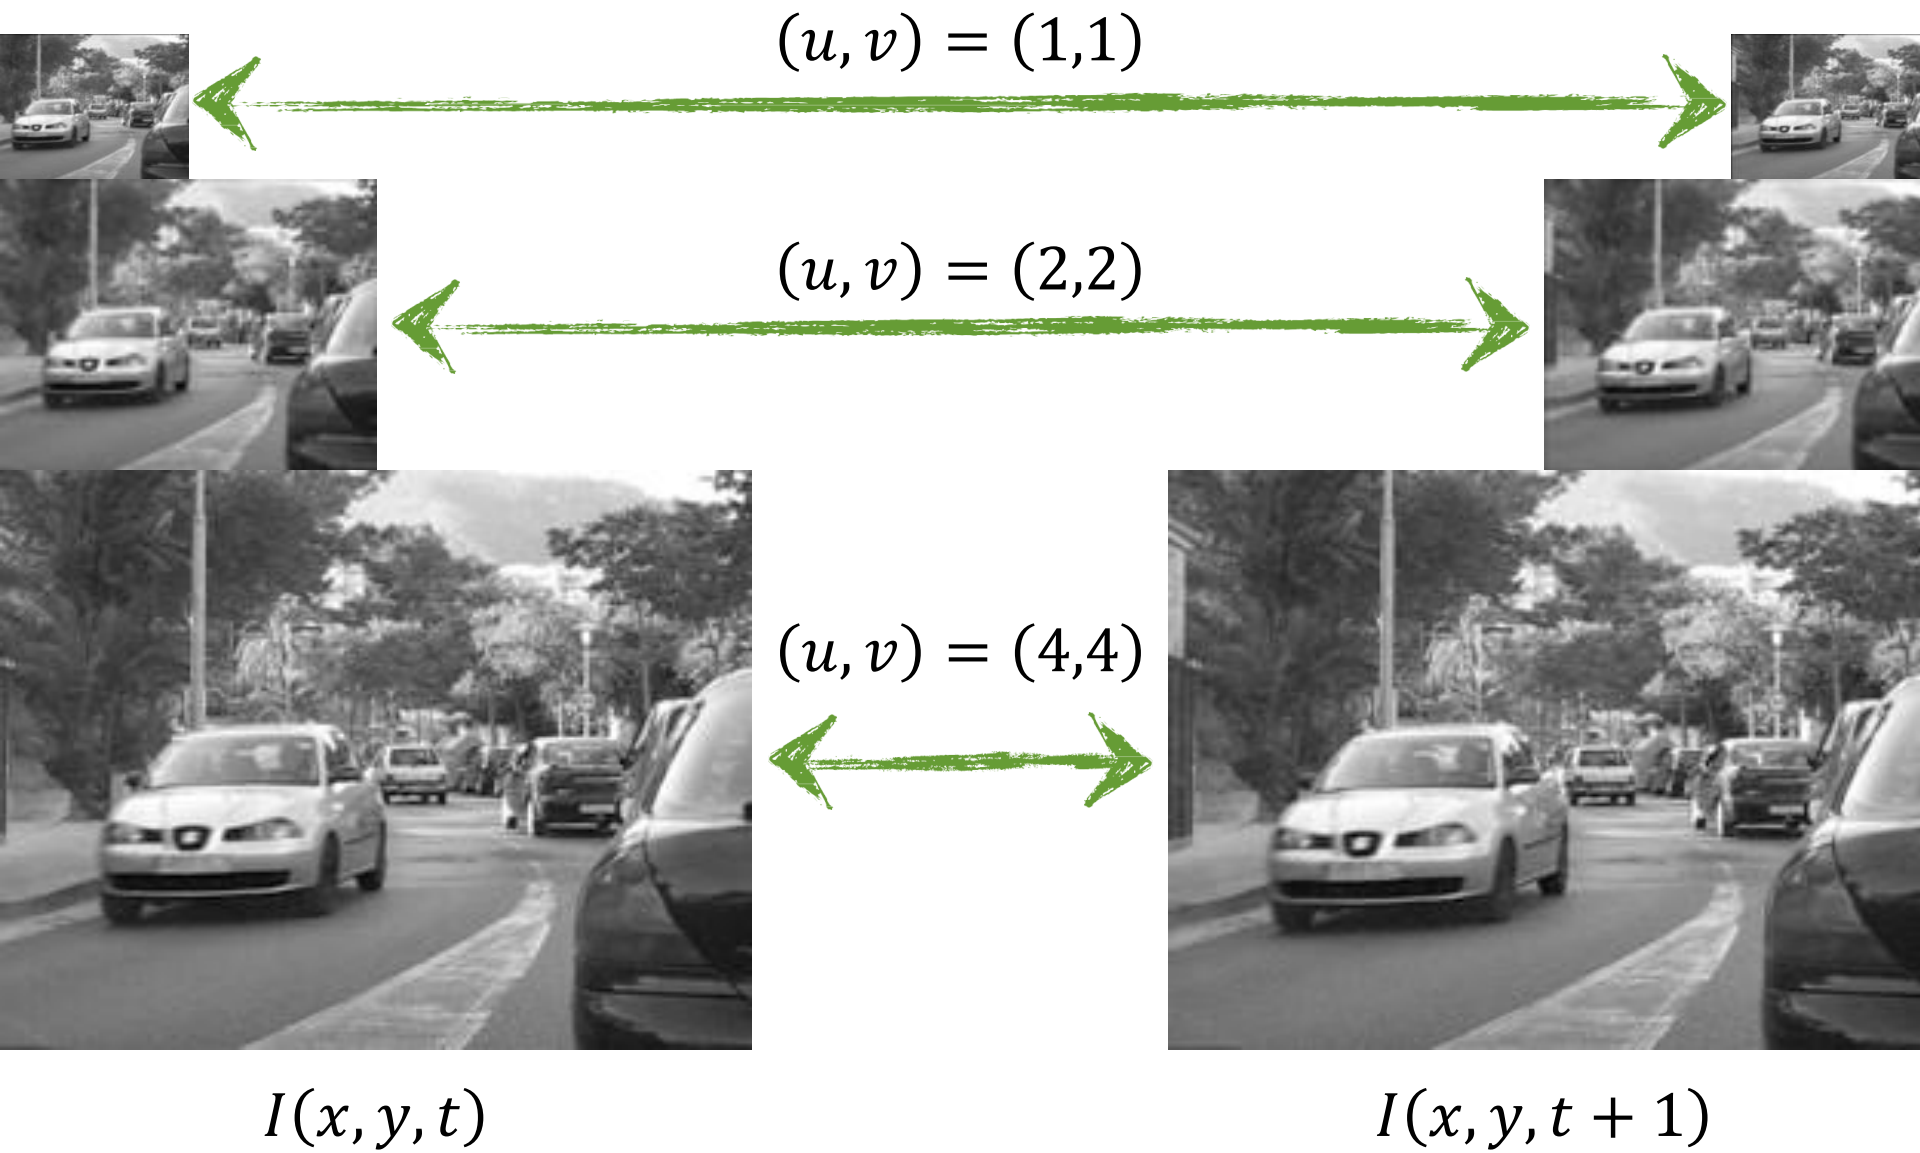 (u, v) = (1,1)
(u, v) = (2,2)
(u, v) = (4,4)
I(x, y, t)
I(x, y, t + 1)